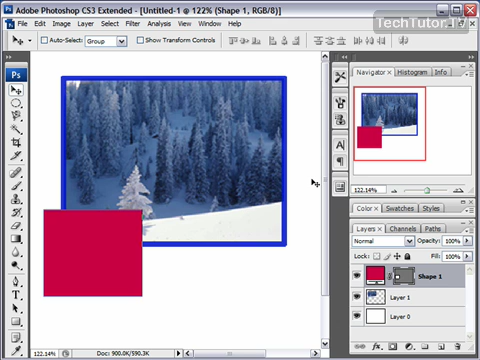 Adobe Photoshop CS3 Extended - [Untitled-1 @ 122% (Shape 1, RGB/8)]
TechTutor.
File Edit Image Layer Select Filter Analysis View Window Help
Auto-Select: Group Show Transform Controls
Ps
Navigator × Histogram Info
122.14%
Color × Swatches Styles
Layers × Channels Paths
Normal Opacity: 100%
Lock: Fill: 100%
Shape 1
Layer 1
Layer 0
A
T
fx.
122.14% Doc: 900.0K/590.3K